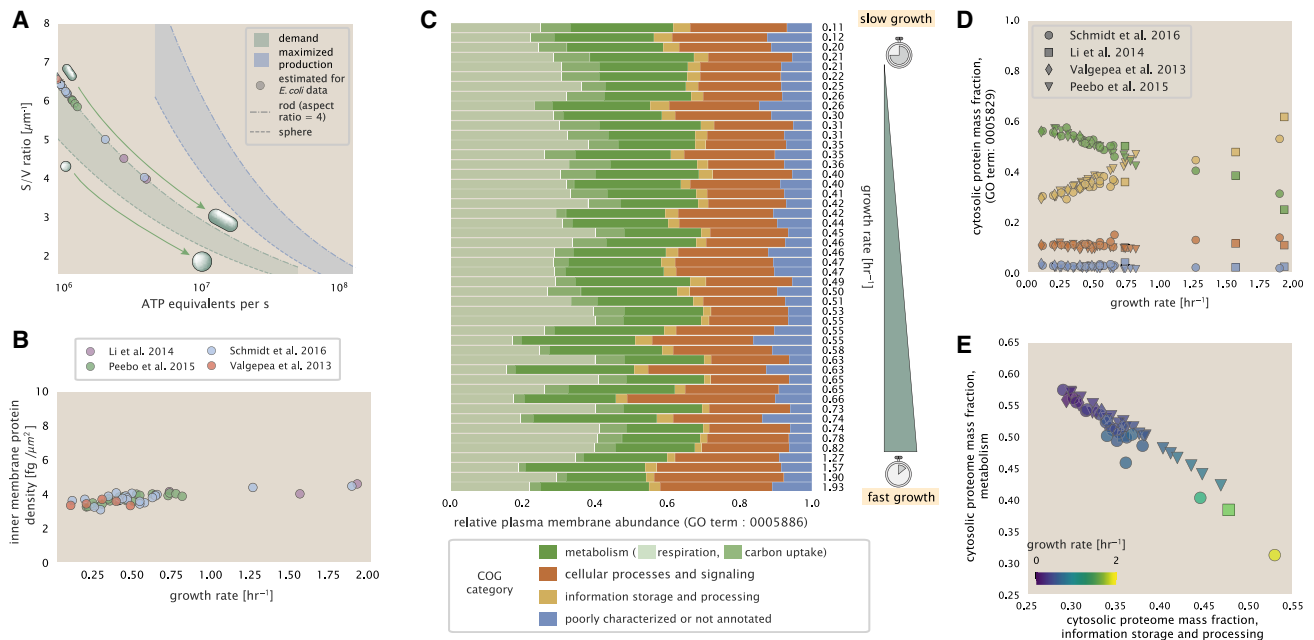 A
8
7
6
5
4
3
2
S/V ratio [μm-¹]
demand
maximized
production
estimated for
E. coli data
rod (aspect
ratio = 4)
sphere
10⁶
10⁷
10⁸
ATP equivalents per s
B
Li et al. 2014
Schmidt et al. 2016
Peebo et al. 2015
Valgepea et al. 2013
10
8
6
4
2
0
inner membrane protein
density [fg /μm²]
0.25
0.50
0.75
1.00
1.25
1.50
1.75
2.00
growth rate [hr⁻¹]
C
0.11
0.12
0.20
0.21
0.21
0.22
0.25
0.26
0.26
0.30
0.31
0.31
0.35
0.35
0.36
0.40
0.40
0.41
0.42
0.42
0.44
0.45
0.46
0.46
0.47
0.47
0.49
0.50
0.51
0.53
0.55
0.55
0.55
0.58
0.63
0.63
0.65
0.65
0.66
0.73
0.74
0.74
0.78
0.82
1.27
1.57
1.90
1.93
0.0
0.2
0.4
0.6
0.8
1.0
relative plasma membrane abundance (GO term : 0005886)
slow growth
growth rate [hr⁻¹]
fast growth
COG
category
metabolism ( respiration, carbon uptake)
cellular processes and signaling
information storage and processing
poorly characterized or not annotated
D
1.0
0.8
0.6
0.4
0.2
0.0
cytosolic protein mass fraction,
(GO term: 0005829)
Schmidt et al. 2016
Li et al. 2014
Valgepea et al. 2013
Peebo et al. 2015
0.00
0.25
0.50
0.75
1.00
1.25
1.50
1.75
2.00
growth rate [hr⁻¹]
E
0.65
0.60
0.55
0.50
0.45
0.40
0.35
0.30
0.25
cytosolic proteome mass fraction,
metabolism
growth rate [hr⁻¹]
0
2
0.25
0.30
0.35
0.40
0.45
0.50
0.55
cytosolic proteome mass fraction,
information storage and processing